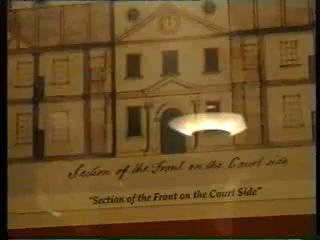 Section of the Front on the Court side
"Section of the Front on the Court Side"